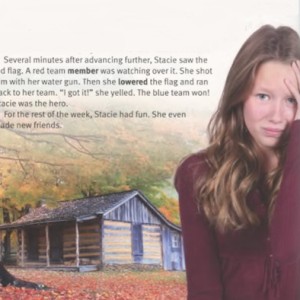 Several minutes after advancing further, Stacie saw the
d flag. A red team member was watching over it. She shot
m with her water gun. Then she lowered the flag and ran
ack to her team. "I got it!" she yelled. The blue team won!
tacie was the hero.
For the rest of the week, Stacie had fun. She even
ade new friends.